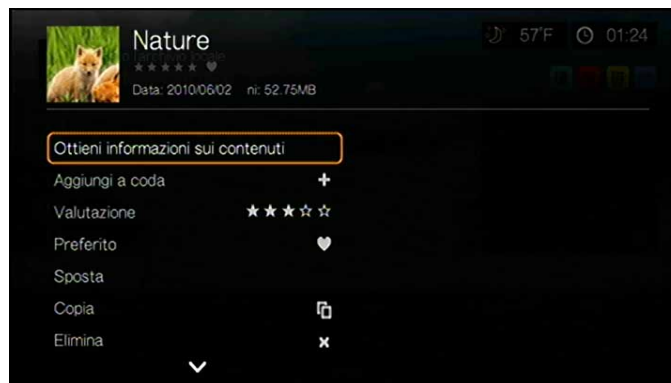 Nature
57°F
01:24
Data: 2010/06/02 ni: 52.75MB
Ottieni informazioni sui contenuti
Aggiungi a coda
Valutazione
Preferito
Sposta
Copia
Elimina